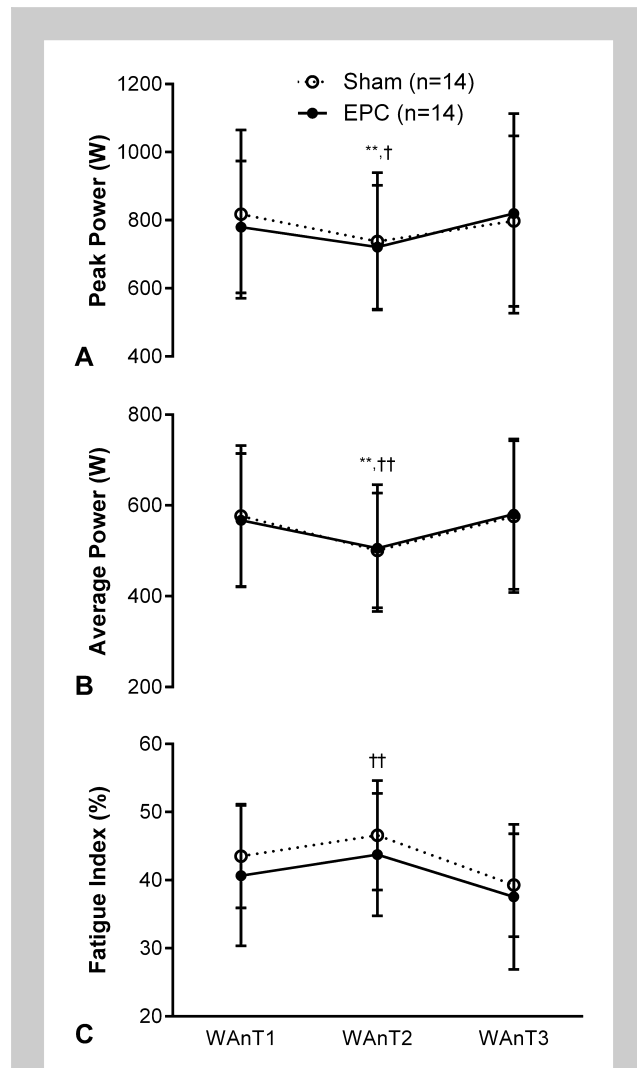 Sham (n=14)
EPC (n=14)
1200
1000
800
600
400
Peak Power (W)
**,†
A
800
600
400
200
Average Power (W)
**,††
B
60
50
40
30
20
Fatigue Index (%)
††
C
WAnT1 WAnT2 WAnT3